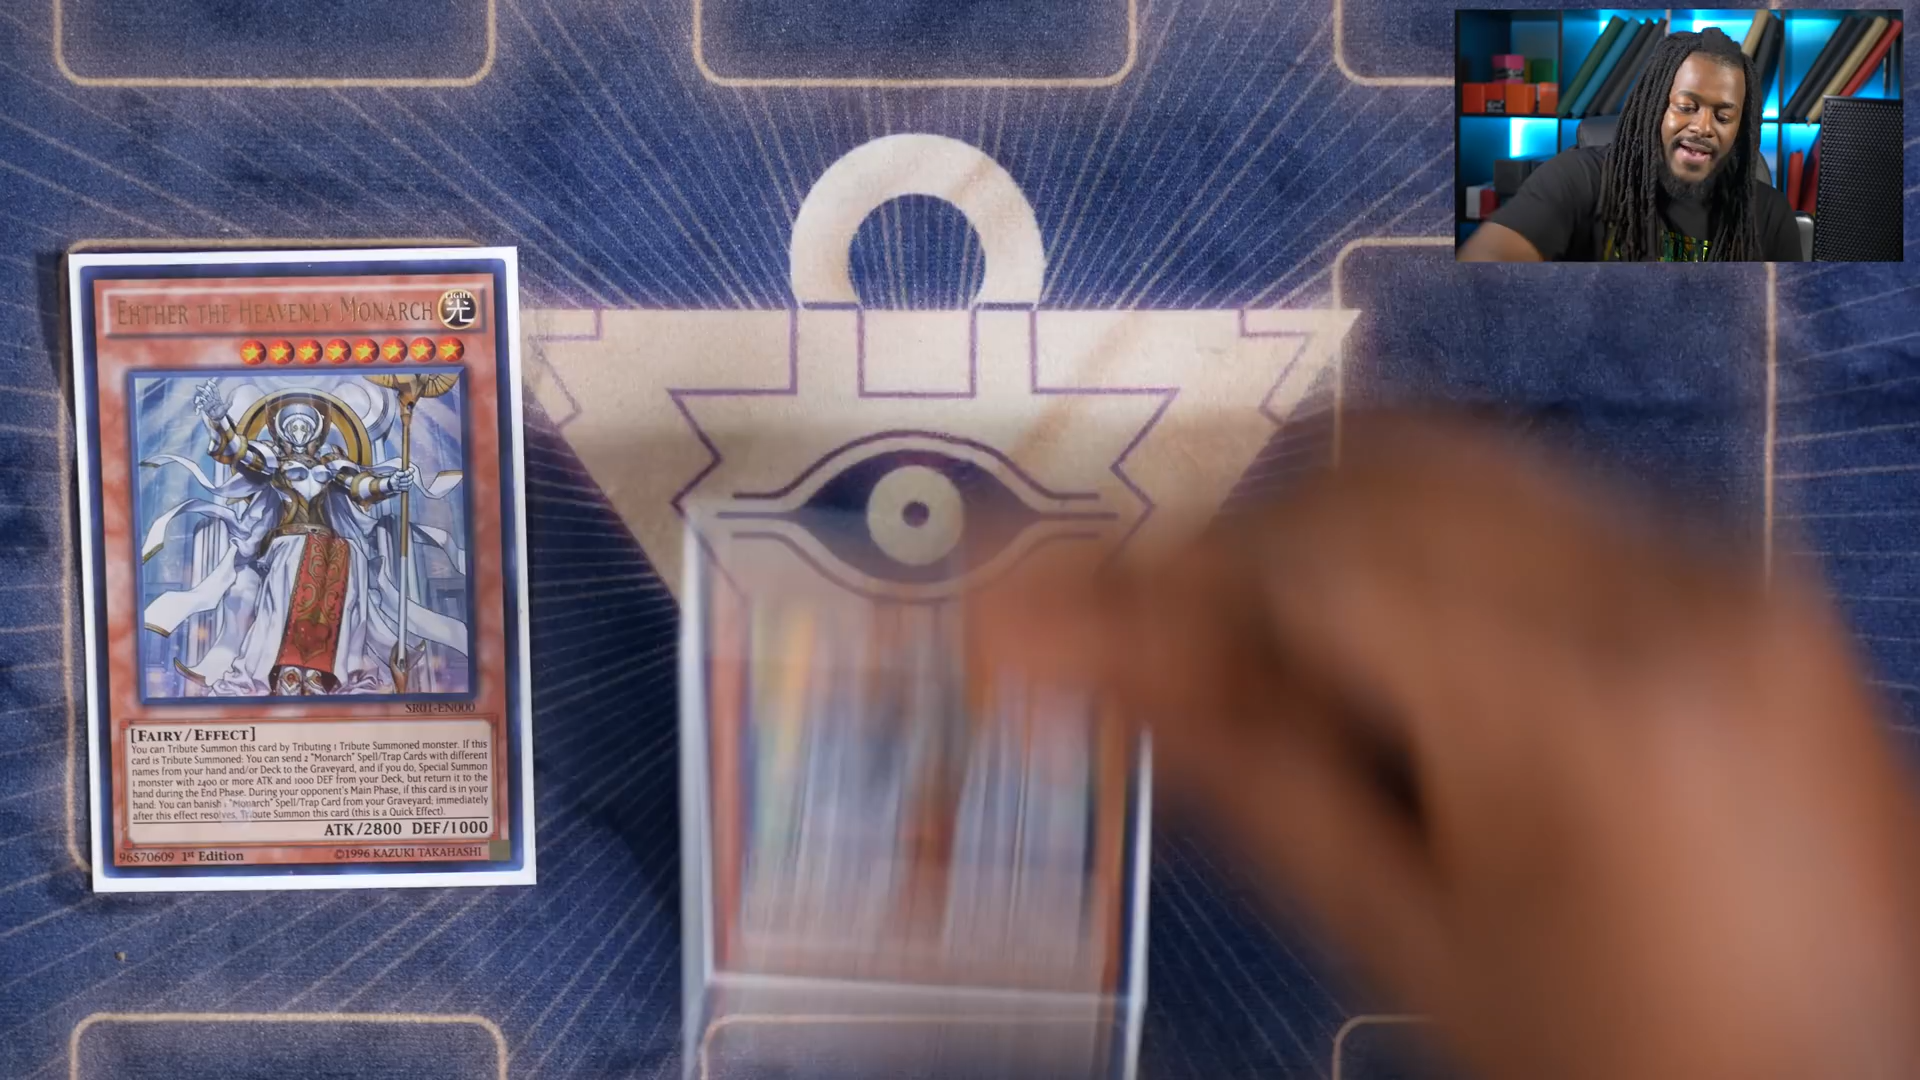 EHTHER THE HEAVENLY MONARCH
LIGHT
光
SR01-EN000
[FAIRY/EFFECT]
You can Tribute Summon this card by Tributing 1 Tribute Summoned monster. If this
card is Tribute Summoned: You can send 2 "Monarch" Spell/Trap Cards with different
names from your hand and/or Deck to the Graveyard, and if you do, Special Summon
1 monster with 2400 or more ATK and 1000 DEF from your Deck, but return it to the
hand during the End Phase. During your opponent's Main Phase, if this card is in your
hand: You can banish 1 "Monarch" Spell/Trap Card from your Graveyard; immediately
after this effect resolves, Tribute Summon this card (this is a Quick Effect).
ATK/2800 DEF/1000
96570609 1st Edition
©1996 KAZUKI TAKAHASHI